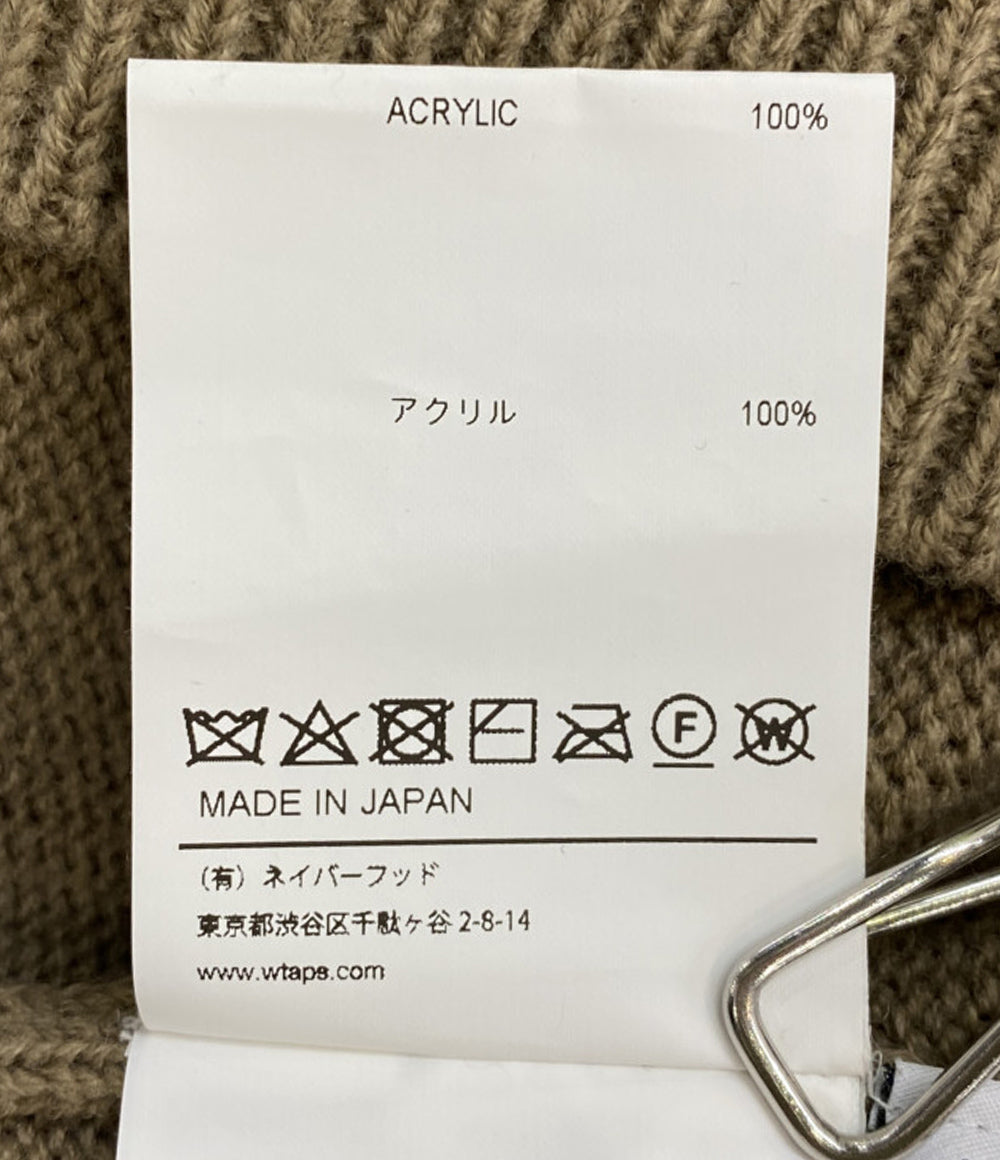 ACRYLIC 100%
アクリル 100%
F W
MADE IN JAPAN
(有) ネイバーフッド
東京都渋谷区千駄ヶ谷 2-8-14
www.wtaps.com